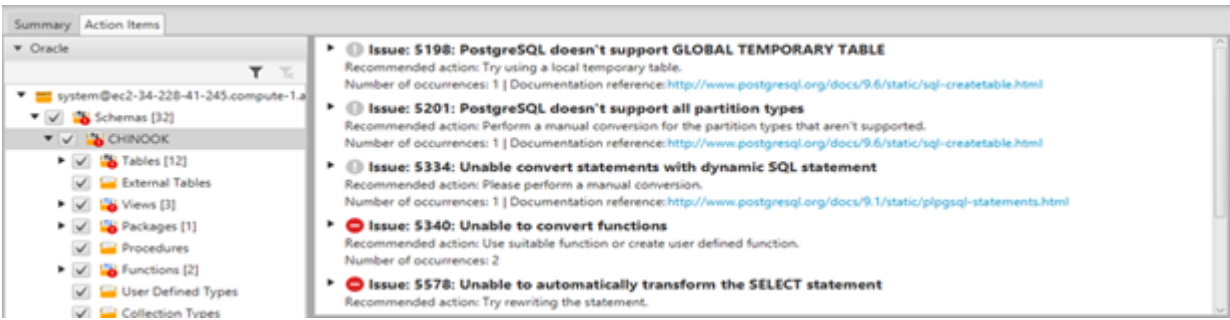 Summary Action Items
Oracle
system@ec2-34-228-41-245.compute-1.a
Schemas [32]
CHINOOK
Tables [12]
External Tables
Views [3]
Packages [1]
Procedures
Functions [2]
User Defined Types
Collection Types
Issue: 5198: PostgreSQL doesn't support GLOBAL TEMPORARY TABLE
Recommended action: Try using a local temporary table.
Number of occurrences: 1 | Documentation reference:http://www.postgresql.org/docs/9.6/static/sql-createtable.html
Issue: 5201: PostgreSQL doesn't support all partition types
Recommended action: Perform a manual conversion for the partition types that aren't supported.
Number of occurrences: 1 | Documentation reference:http://www.postgresql.org/docs/9.6/static/sql-createtable.html
Issue: 5334: Unable convert statements with dynamic SQL statement
Recommended action: Please perform a manual conversion.
Number of occurrences: 1 | Documentation reference:http://www.postgresql.org/docs/9.1/static/plpgsql-statements.html
Issue: 5340: Unable to convert functions
Recommended action: Use suitable function or create user defined function.
Number of occurrences: 2
Issue: 5578: Unable to automatically transform the SELECT statement
Recommended action: Try rewriting the statement.